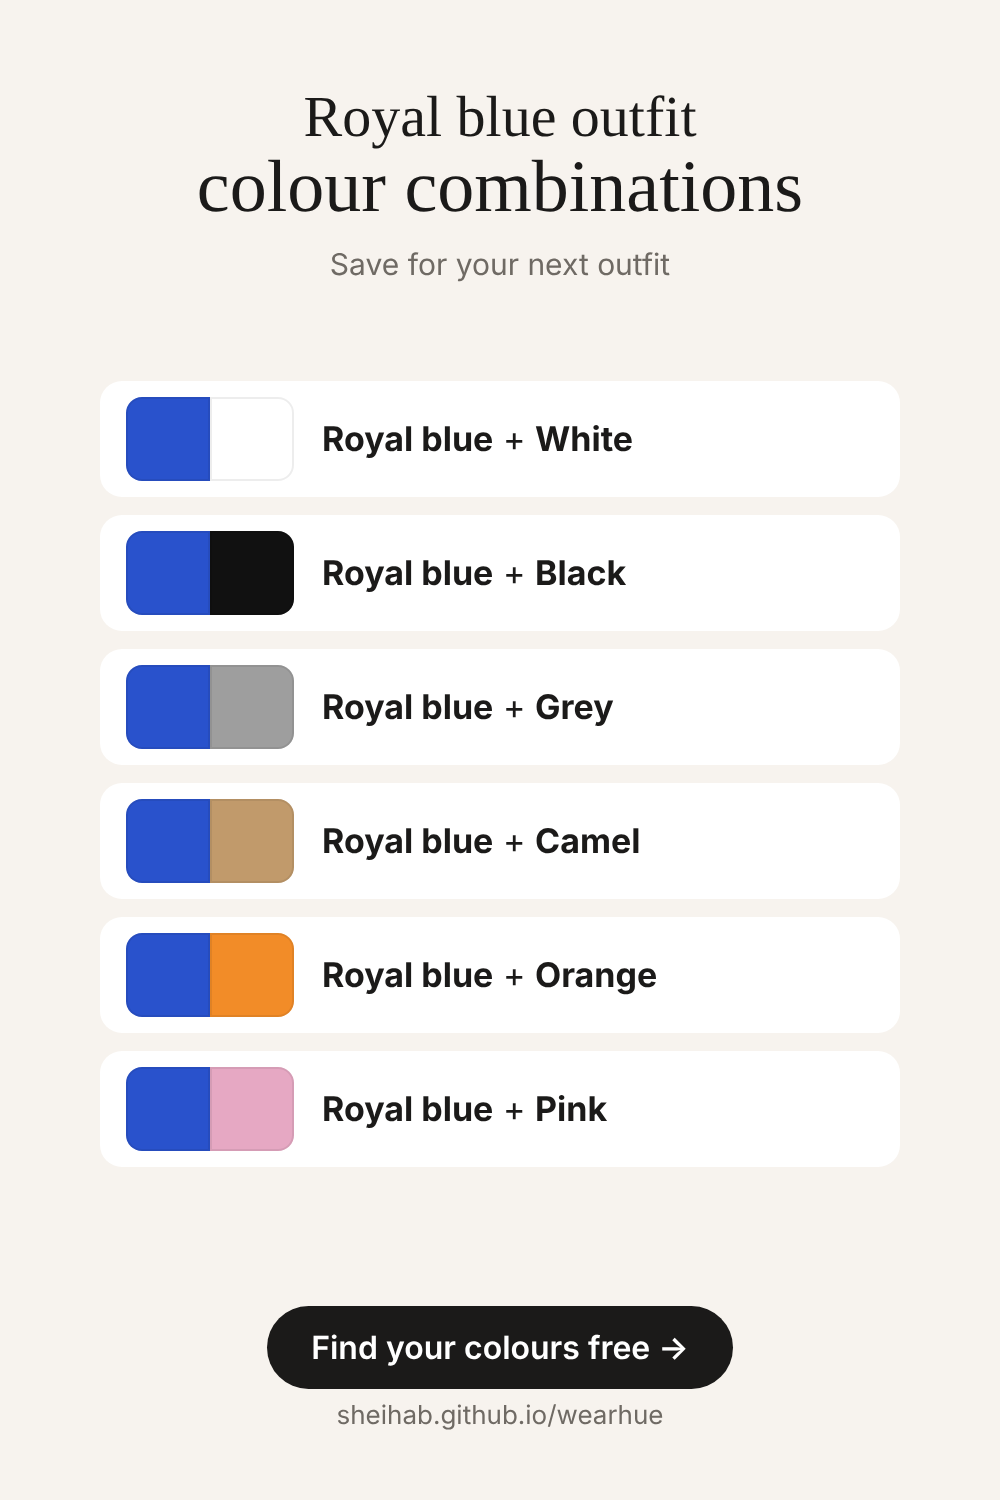 Royal blue outfit
colour combinations
Save for your next outfit
Royal blue + White
Royal blue + Black
Royal blue + Grey
Royal blue + Camel
Royal blue + Orange
Royal blue + Pink
Find your colours free →
sheihab.github.io/wearhue